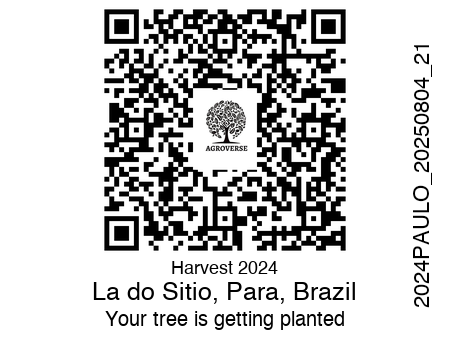 AGROVERSE
Harvest 2024
La do Sitio, Para, Brazil
Your tree is getting planted
2024PAULO_20250804_21